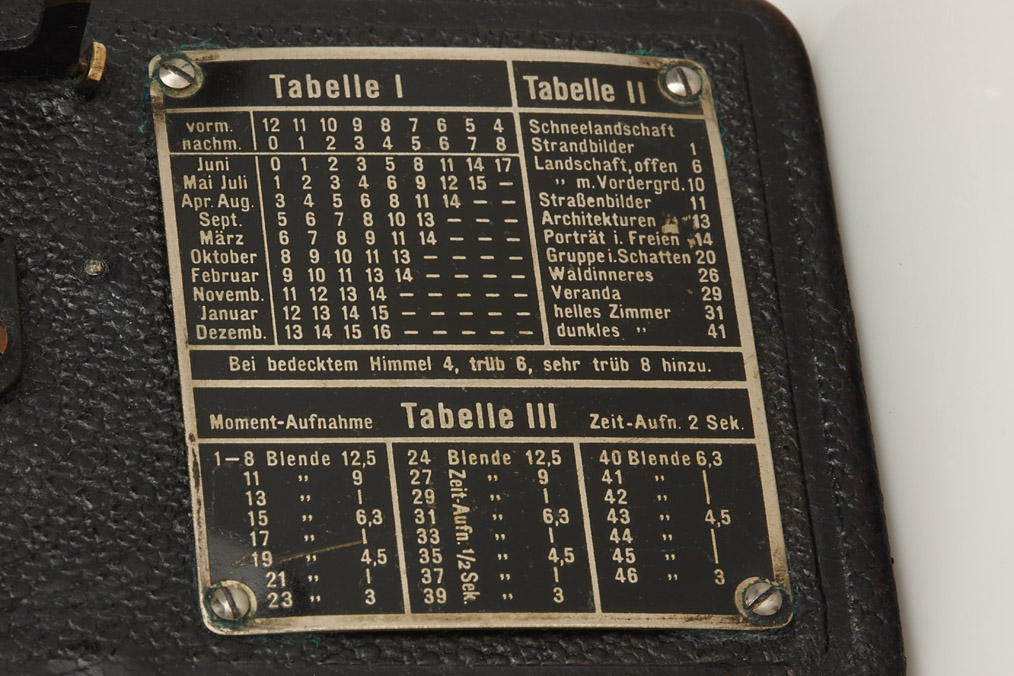 Tabelle I
vorm. 12 11 10 9 8 7 6 5 4
nachm. 0 1 2 3 4 5 6 7 8
Juni 0 1 2 3 5 8 11 14 17
Mai Juli 1 2 3 4 6 9 12 15 –
Apr. Aug. 3 4 5 6 8 11 14 – –
Sept. 5 6 7 8 10 13 – – –
März 6 7 8 9 11 14 – – –
Oktober 8 9 10 11 13 – – – –
Februar 9 10 11 13 14 – – – –
Novemb. 11 12 13 14 – – – – –
Januar 12 13 14 15 – – – – –
Dezemb. 13 14 15 16 – – – – –
Tabelle II
Schneelandschaft
Strandbilder 1
Landschaft, offen 6
„ m. Vordergrd. 10
Straßenbilder 11
Architekturen 13
Porträt i. Freien 14
Gruppe i. Schatten 20
Waldinneres 26
Veranda 29
helles Zimmer 31
dunkles „ 41
Bei bedecktem Himmel 4, trüb 6, sehr trüb 8 hinzu.
Moment-Aufnahme Tabelle III Zeit-Aufn. 2 Sek.
1–8 Blende 12,5
11 „ 9
13 „ |
15 „ 6,3
17 „ |
19 „ 4,5
21 „ |
23 „ 3
24 Blende 12,5
27 „ 9
29 „ |
31 „ 6,3
33 „ |
35 „ 4,5
37 „ |
39 „ 3
Zeit-Aufn. 1/2 Sek.
40 Blende 6,3
41 „ |
42 „ |
43 „ 4,5
44 „ |
45 „ |
46 „ 3